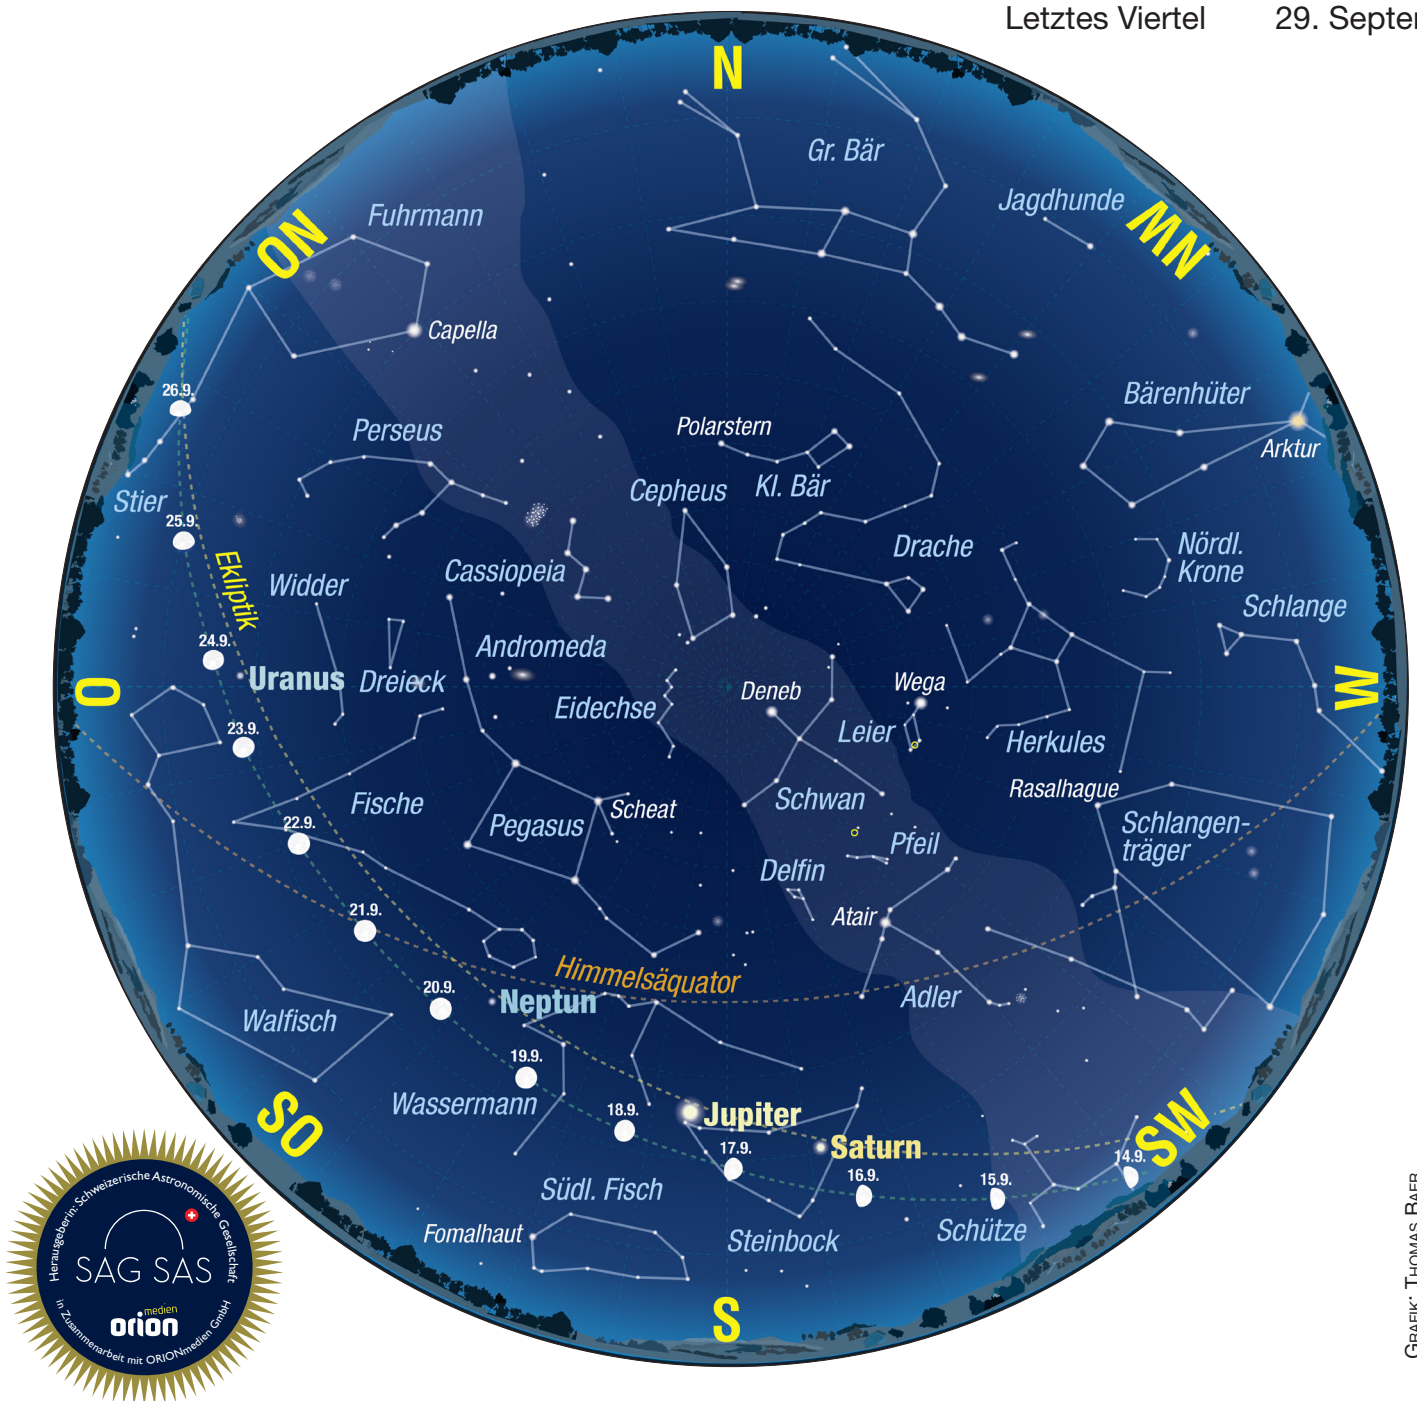 Letztes Viertel 29. Septem
N
Gr. Bär
Jagdhunde
NW
Fuhrmann
NO
Capella
26.9.
Bärenhüter
Arktur
Perseus
Polarstern
Kl. Bär
Cepheus
Stier
25.9.
Drache
Nördl.
Krone
Ekliptik
Widder
Cassiopeia
Schlange
24.9.
Andromeda
Uranus
Dreieck
O
Eidechse
Deneb
Wega
W
Leier
23.9.
Herkules
Rasalhague
Fische
Scheat
Schwan
22.9.
Pegasus
Pfeil
Schlangen-
träger
Delfin
21.9.
Atair
Himmelsäquator
20.9.
Neptun
Adler
Walfisch
19.9.
Wassermann
SO
18.9.
Jupiter
SW
17.9.
Saturn
14.9.
16.9.
15.9.
Südl. Fisch
Fomalhaut
Steinbock
Schütze
S
Herausgeberin: Schweizerische Astronomische Gesellschaft
SAG SAS
medien
orion
in Zusammenarbeit mit ORIONmedien GmbH
GRAFIK: THOMAS BAER